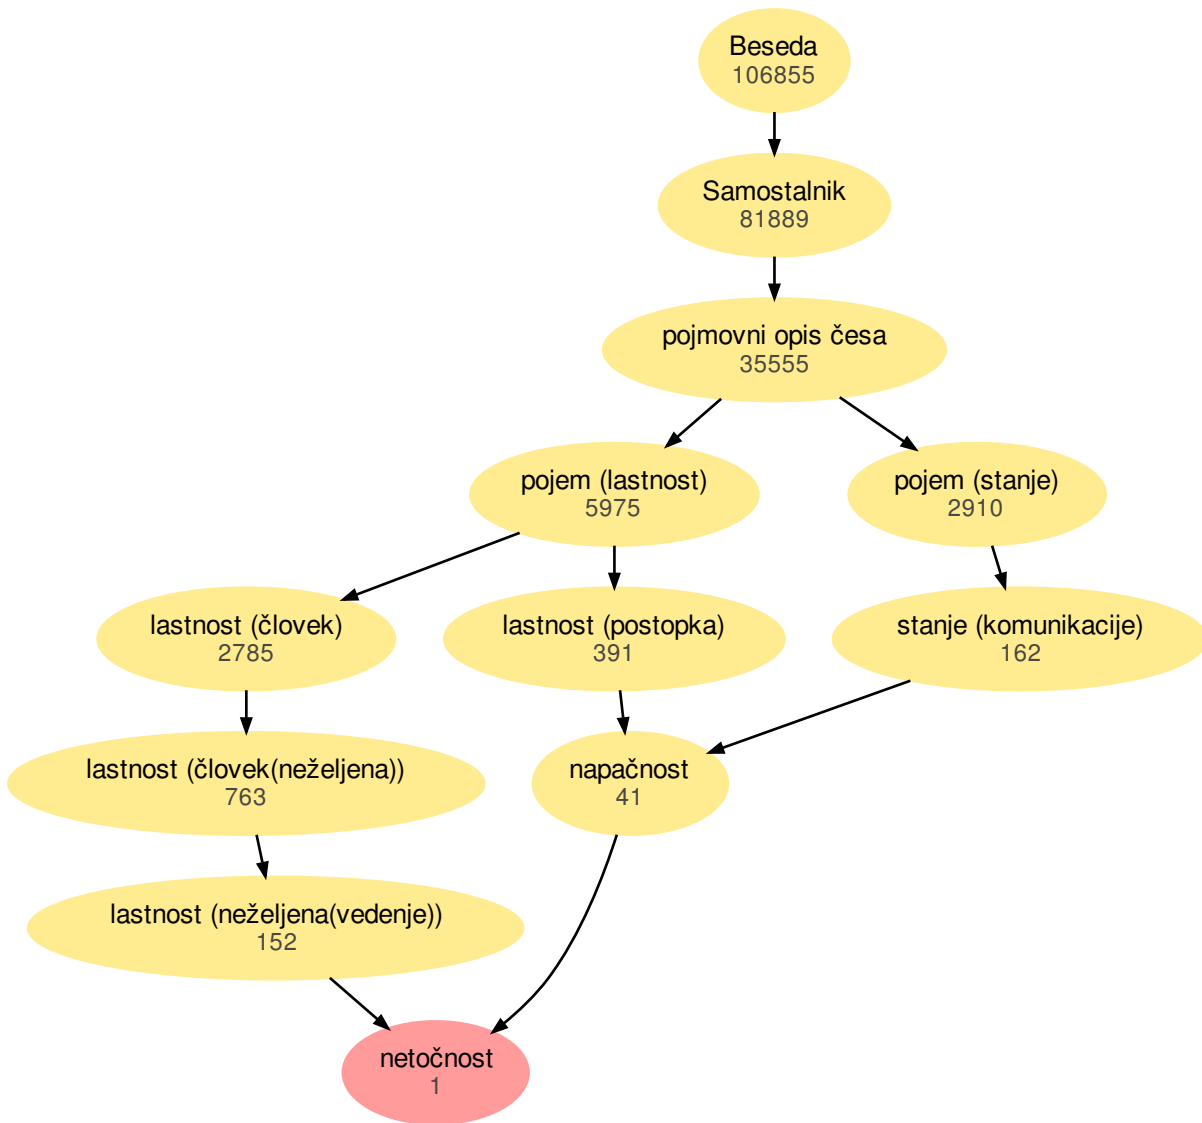 Beseda
106855
Samostalnik
81889
pojmovni opis česa
35555
pojem (lastnost)
5975
pojem (stanje)
2910
lastnost (človek)
2785
lastnost (postopka)
391
stanje (komunikacije)
162
lastnost (človek(neželjena))
763
napačnost
41
lastnost (neželjena(vedenje))
152
netočnost
1